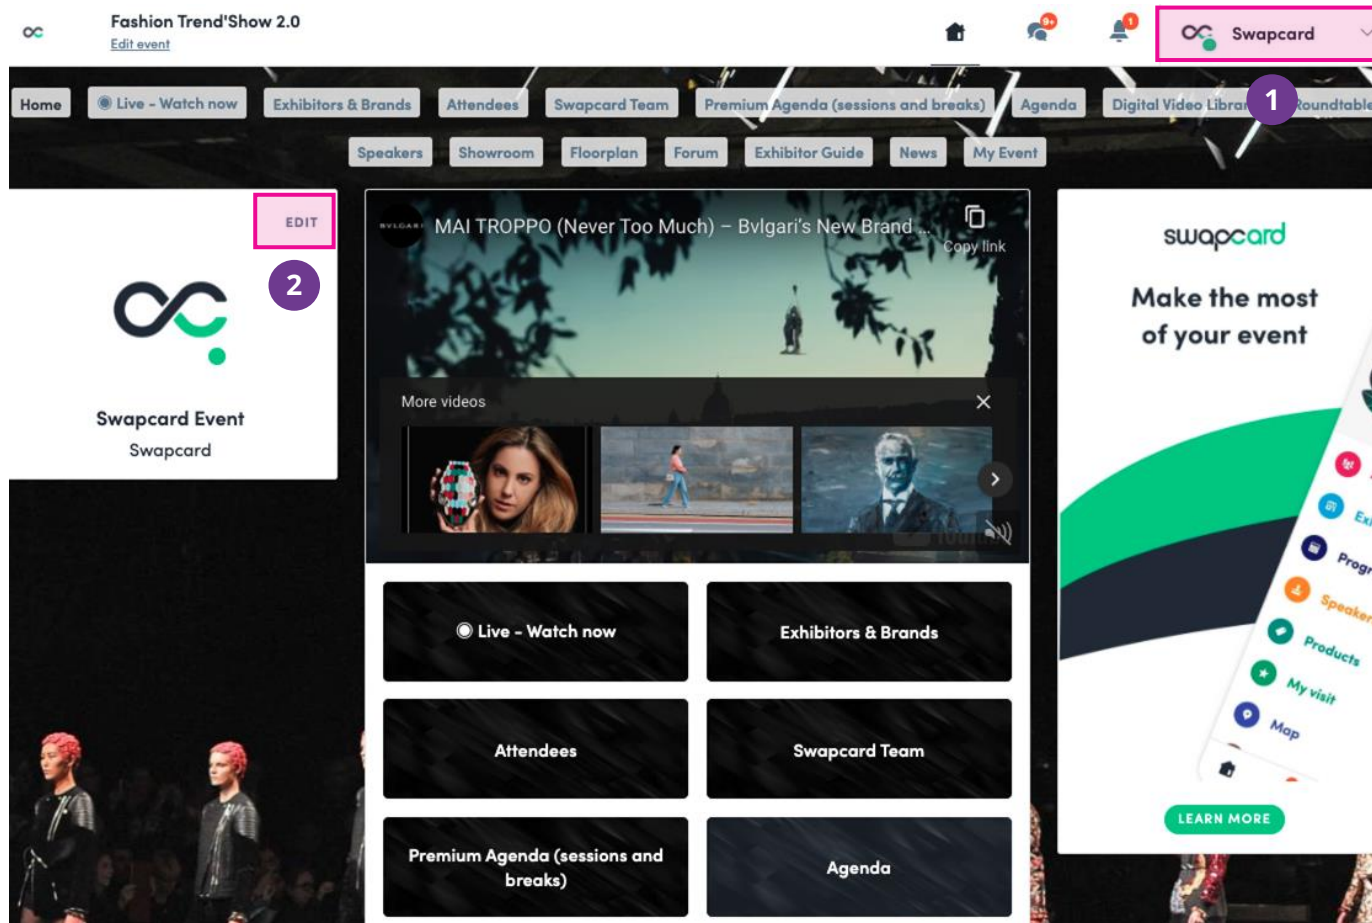 Fashion Trend'Show 2.0
Edit event
9+
1
Swapcard
Home
Live - Watch now
Exhibitors & Brands
Attendees
Swapcard Team
Premium Agenda (sessions and breaks)
Agenda
Digital Video
1
Speakers
Showroom
Floorplan
Forum
Exhibitor Guide
News
My Event
EDIT
2
Swapcard Event
Swapcard
BVLGARI
MAI TROPPO (Never Too Much) – Bvlgari's New Brand ...
Copy link
More videos
Live - Watch now
Exhibitors & Brands
Attendees
Swapcard Team
Premium Agenda (sessions and
breaks)
Agenda
swapcard
Make the most
of your event
Products
My visit
Map
LEARN MORE